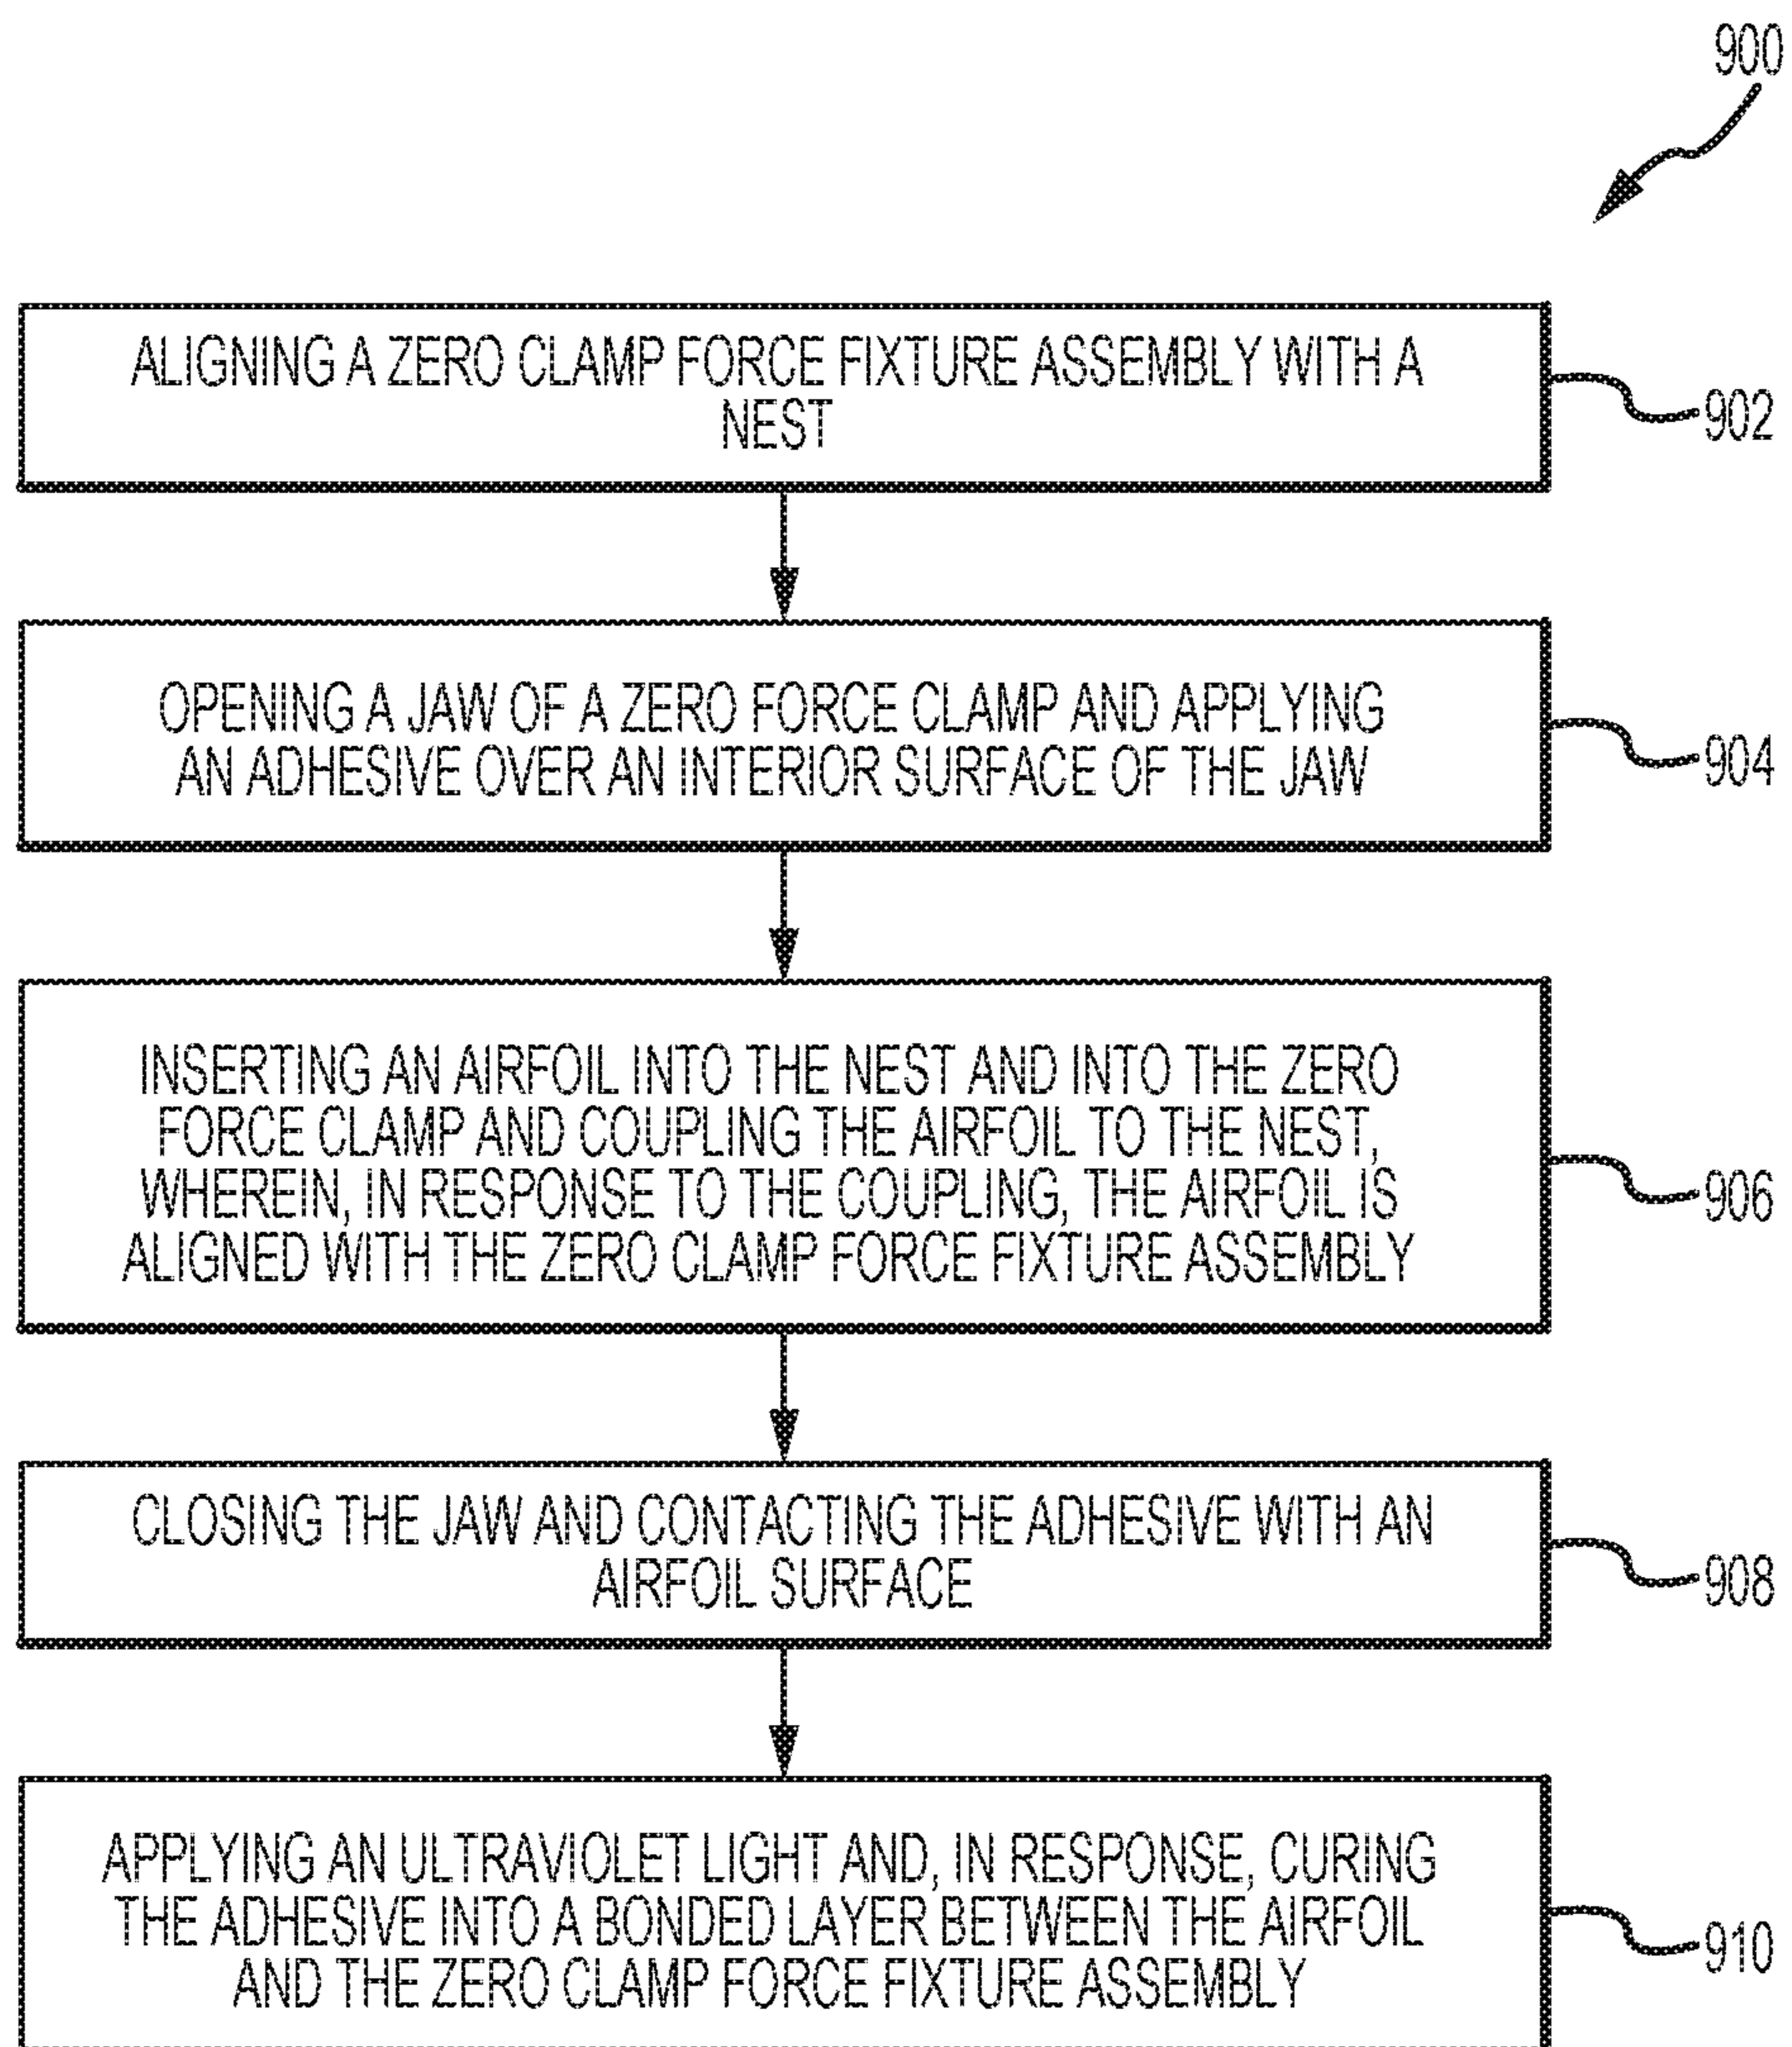 900
ALIGNING A ZERO CLAMP FORCE FIXTURE ASSEMBLY WITH A
NEST
902
OPENING A JAW OF A ZERO FORCE CLAMP AND APPLYING
AN ADHESIVE OVER AN INTERIOR SURFACE OF THE JAW
904
INSERTING AN AIRFOIL INTO THE NEST AND INTO THE ZERO
FORCE CLAMP AND COUPLING THE AIRFOIL TO THE NEST,
WHEREIN, IN RESPONSE TO THE COUPLING, THE AIRFOIL IS
ALIGNED WITH THE ZERO CLAMP FORCE FIXTURE ASSEMBLY
906
CLOSING THE JAW AND CONTACTING THE ADHESIVE WITH AN
AIRFOIL SURFACE
908
APPLYING AN ULTRAVIOLET LIGHT AND, IN RESPONSE, CURING
THE ADHESIVE INTO A BONDED LAYER BETWEEN THE AIRFOIL
AND THE ZERO CLAMP FORCE FIXTURE ASSEMBLY
910